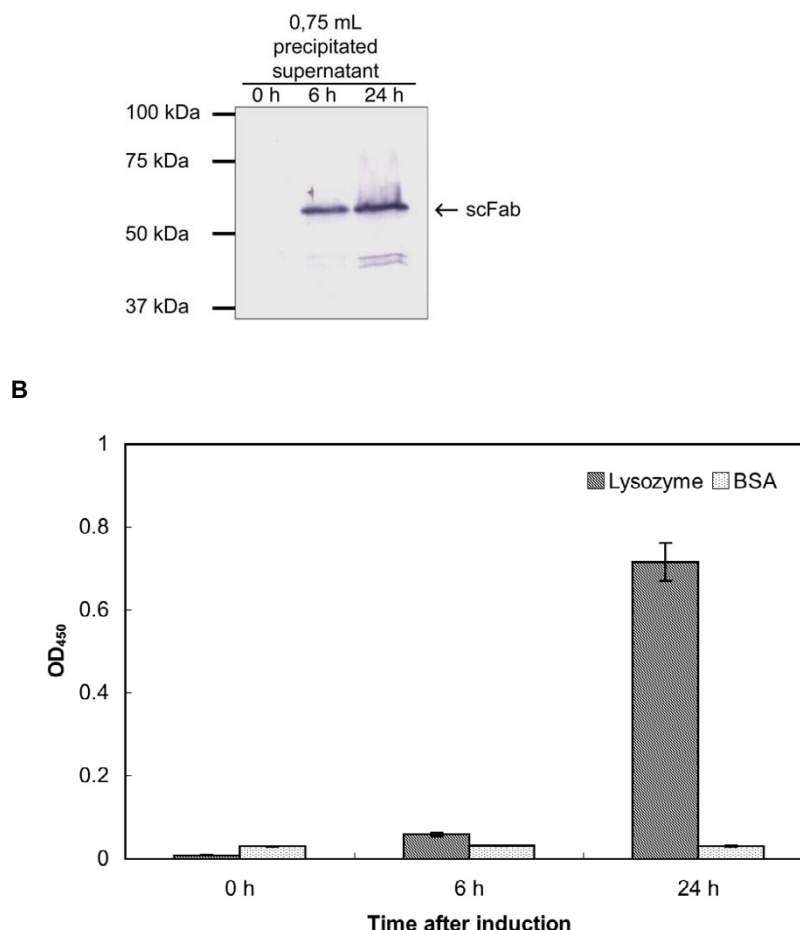 0,75 mL
precipitated
supernatant
0 h 6 h 24 h
100 kDa
75 kDa
← scFab
50 kDa
37 kDa
B
1
Lysozyme BSA
0.8
0.6
OD450
0.4
0.2
0
0 h 6 h 24 h
Time after induction